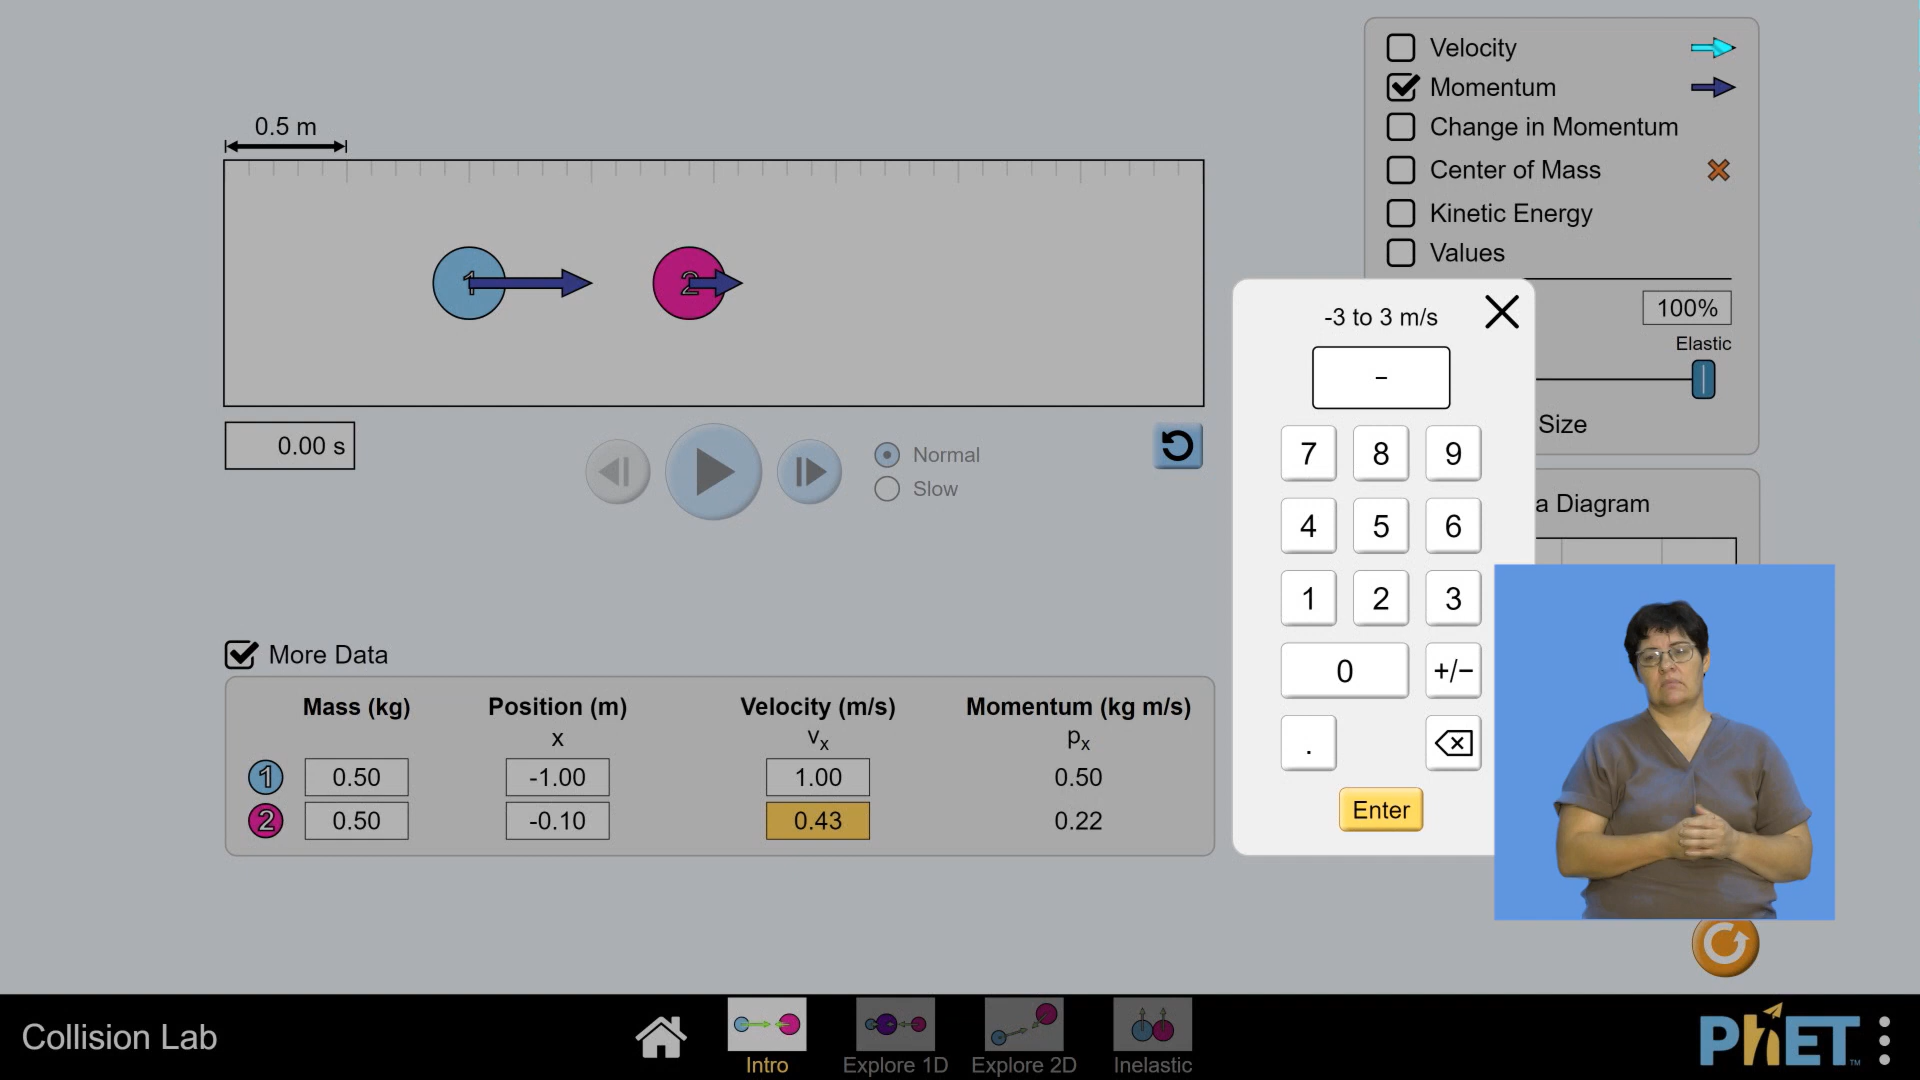 Velocity
Momentum
Change in Momentum
Center of Mass
Kinetic Energy
Values
0.5 m
1
2
-3 to 3 m/s
100%
Elastic
–
Size
7 8 9
4 5 6
1 2 3
0 +/−
.
Enter
0.00 s
Normal
Slow
a Diagram
More Data
Mass (kg) Position (m) Velocity (m/s) Momentum (kg m/s)
x vx px
1 0.50 -1.00 1.00 0.50
2 0.50 -0.10 0.43 0.22
Collision Lab
Intro
Explore 1D
Explore 2D
Inelastic
PhET™